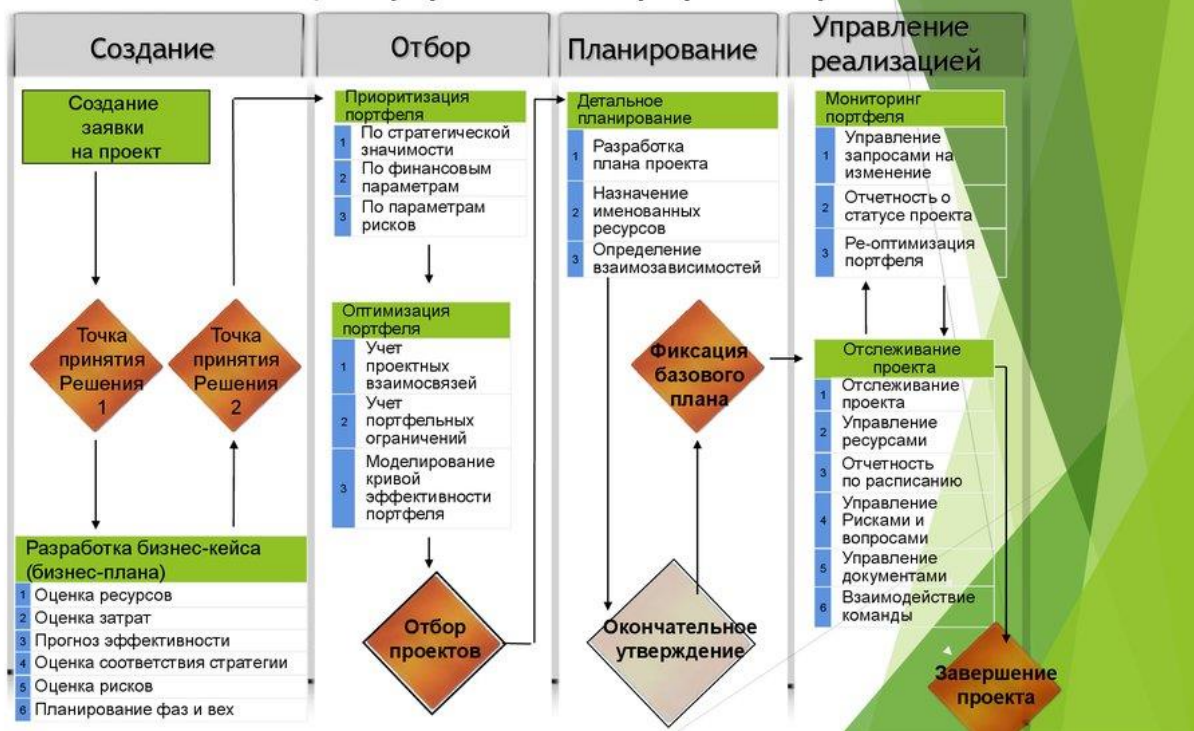 Создание
Создание
заявки
на проект
Точка
принятия
Решения
1
Точка
принятия
Решения
2
Разработка бизнес-кейса
(бизнес-плана)
1 Оценка ресурсов
2 Оценка затрат
3 Прогноз эффективности
4 Оценка соответствия стратегии
5 Оценка рисков
6 Планирование фаз и вех
Отбор
Приоритизация
портфеля
1 По стратегической
значимости
2 По финансовым
параметрам
3 По параметрам
рисков
Оптимизация
портфеля
1 Учет
проектных
взаимосвязей
2 Учет
портфельных
ограничений
3 Моделирование
кривой
эффективности
портфеля
Отбор
проектов
Планирование
Детальное
планирование
1 Разработка
плана проекта
2 Назначение
именованных
ресурсов
3 Определение
взаимозависимостей
Фиксация
базового
плана
Окончательное
утверждение
Управление
реализацией
Мониторинг
портфеля
1 Управление
запросами на
изменение
2 Отчетность о
статусе проекта
3 Ре-оптимизация
портфеля
Отслеживание
проекта
1 Отслеживание
проекта
2 Управление
ресурсами
3 Отчетность
по расписанию
4 Управление
Рисками и
вопросами
5 Управление
документами
6 Взаимодействие
команды
Завершение
проекта